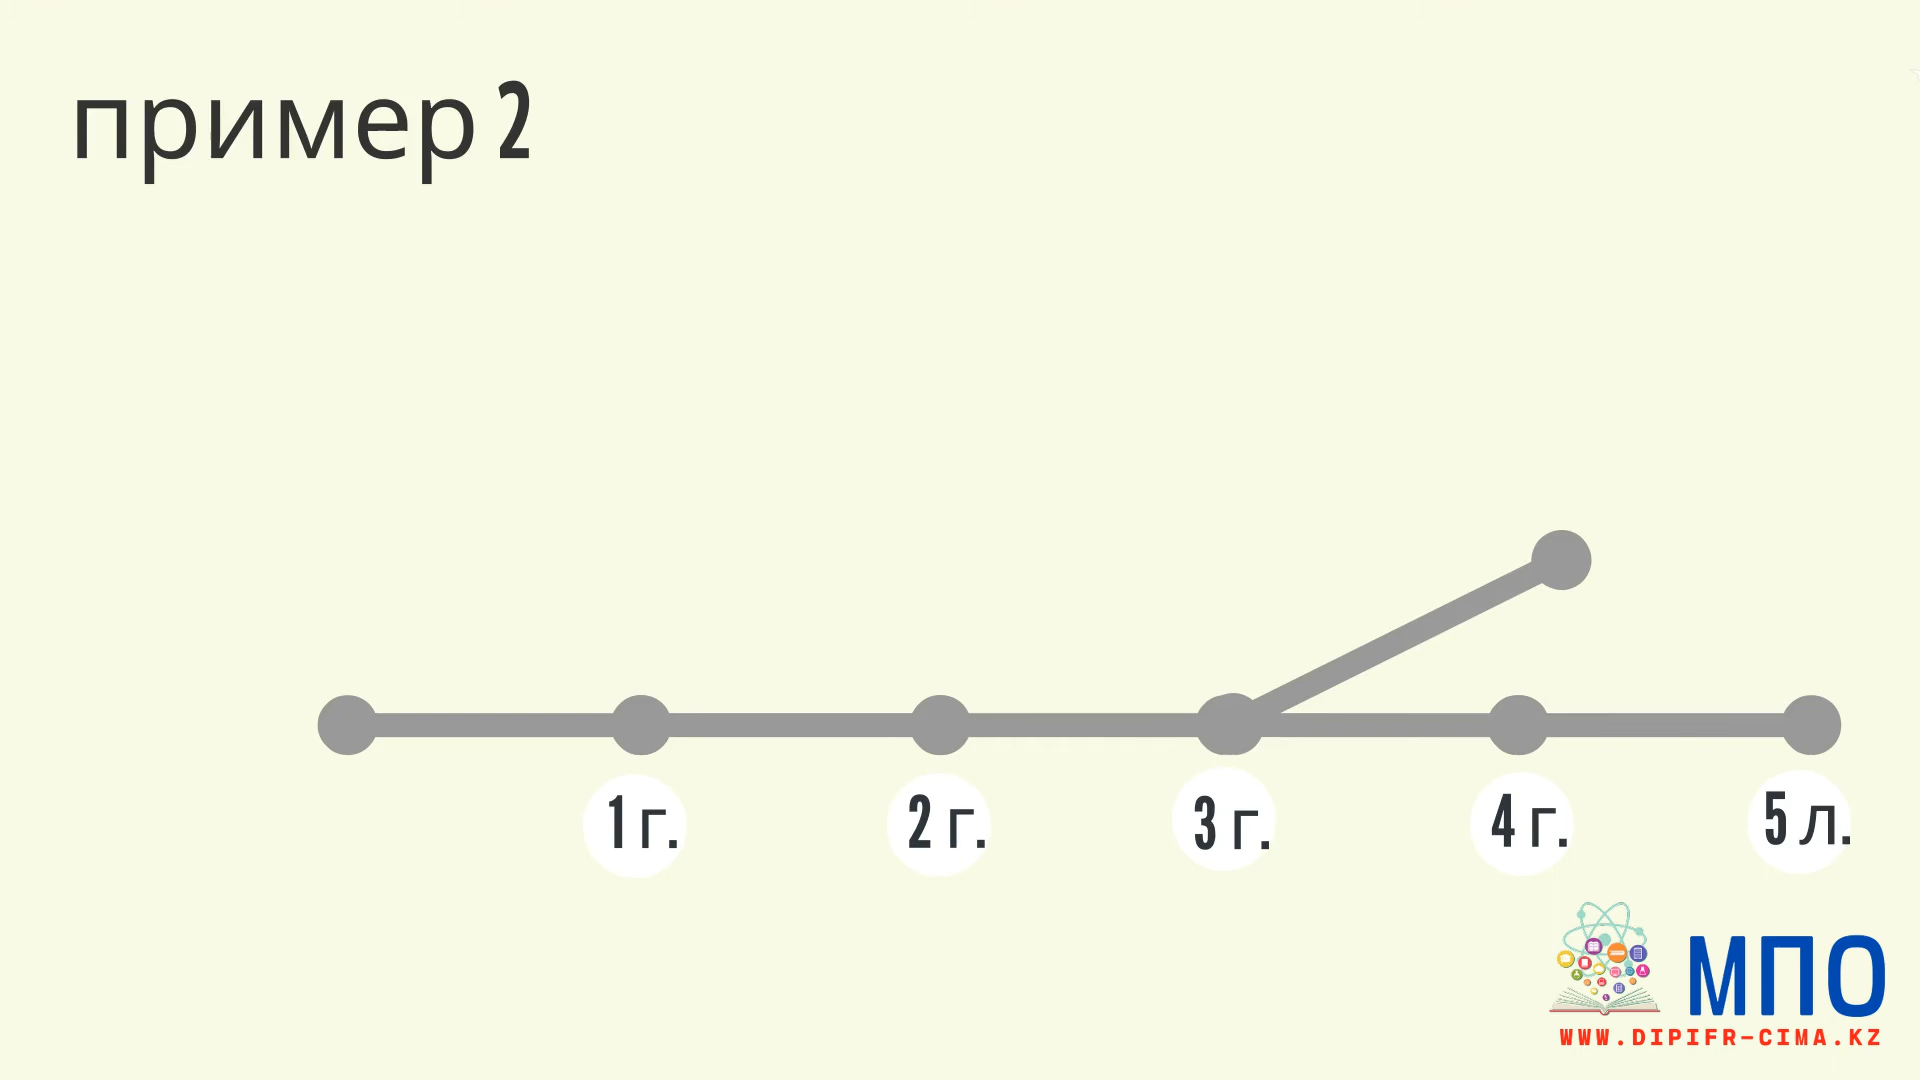 пример 2
1 г.
2 г.
3 г.
4 г.
5 л.
МПО
WWW.DIPIFR-CIMA.KZ